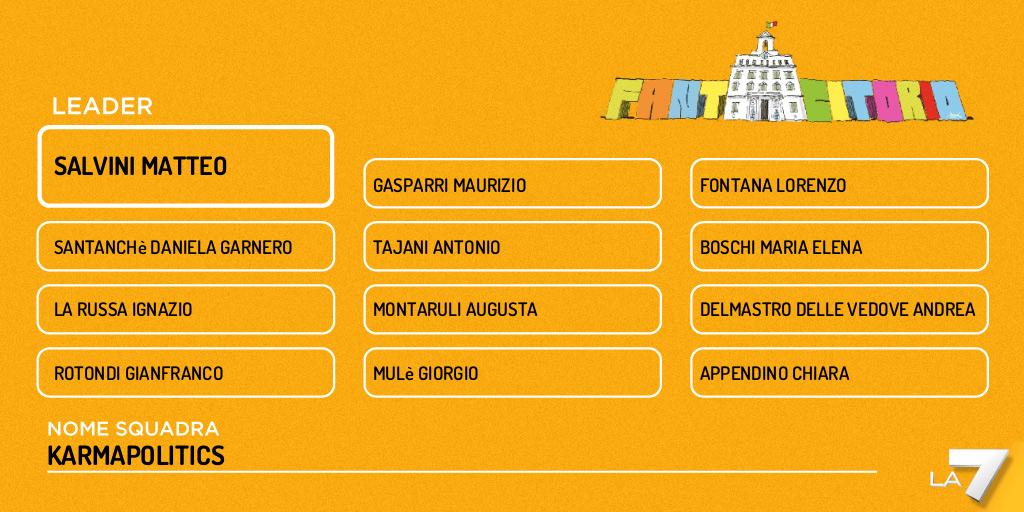 FANTACITORIO
LEADER
SALVINI MATTEO
GASPARRI MAURIZIO
FONTANA LORENZO
SANTANCHè DANIELA GARNERO
TAJANI ANTONIO
BOSCHI MARIA ELENA
LA RUSSA IGNAZIO
MONTARULI AUGUSTA
DELMASTRO DELLE VEDOVE ANDREA
ROTONDI GIANFRANCO
MULè GIORGIO
APPENDINO CHIARA
NOME SQUADRA
KARMAPOLITICS
LA7